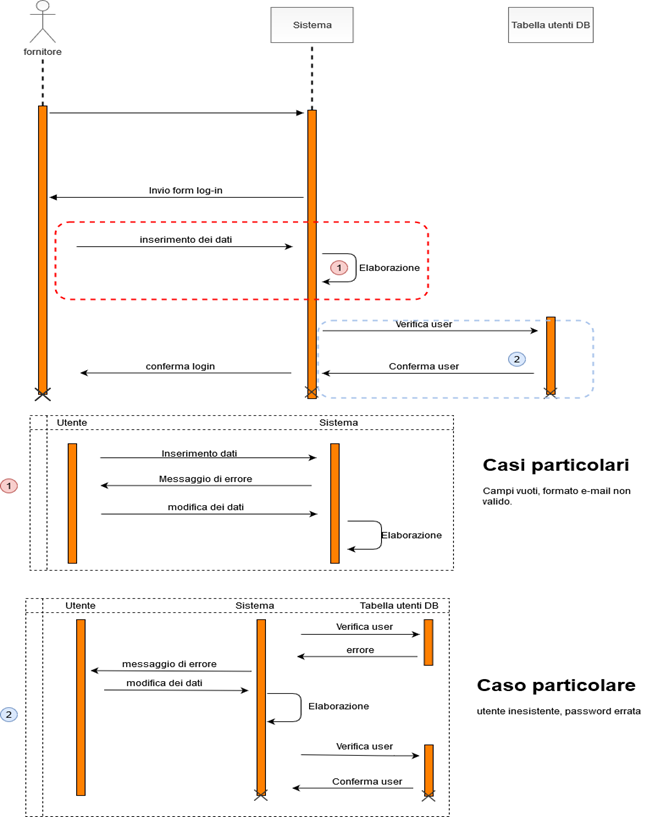 fornitore
Sistema
Tabella utenti DB
Invio form log-in
inserimento dei dati
1
Elaborazione
Verifica user
2
conferma login
Conferma user
Utente
Sistema
Inserimento dati
1
Messaggio di errore
modifica dei dati
Elaborazione
Casi particolari
Campi vuoti, formato e-mail non
valido.
Utente
Sistema
Tabella utenti DB
Verifica user
errore
messaggio di errore
modifica dei dati
Elaborazione
2
Verifica user
Conferma user
Caso particolare
utente inesistente, password errata